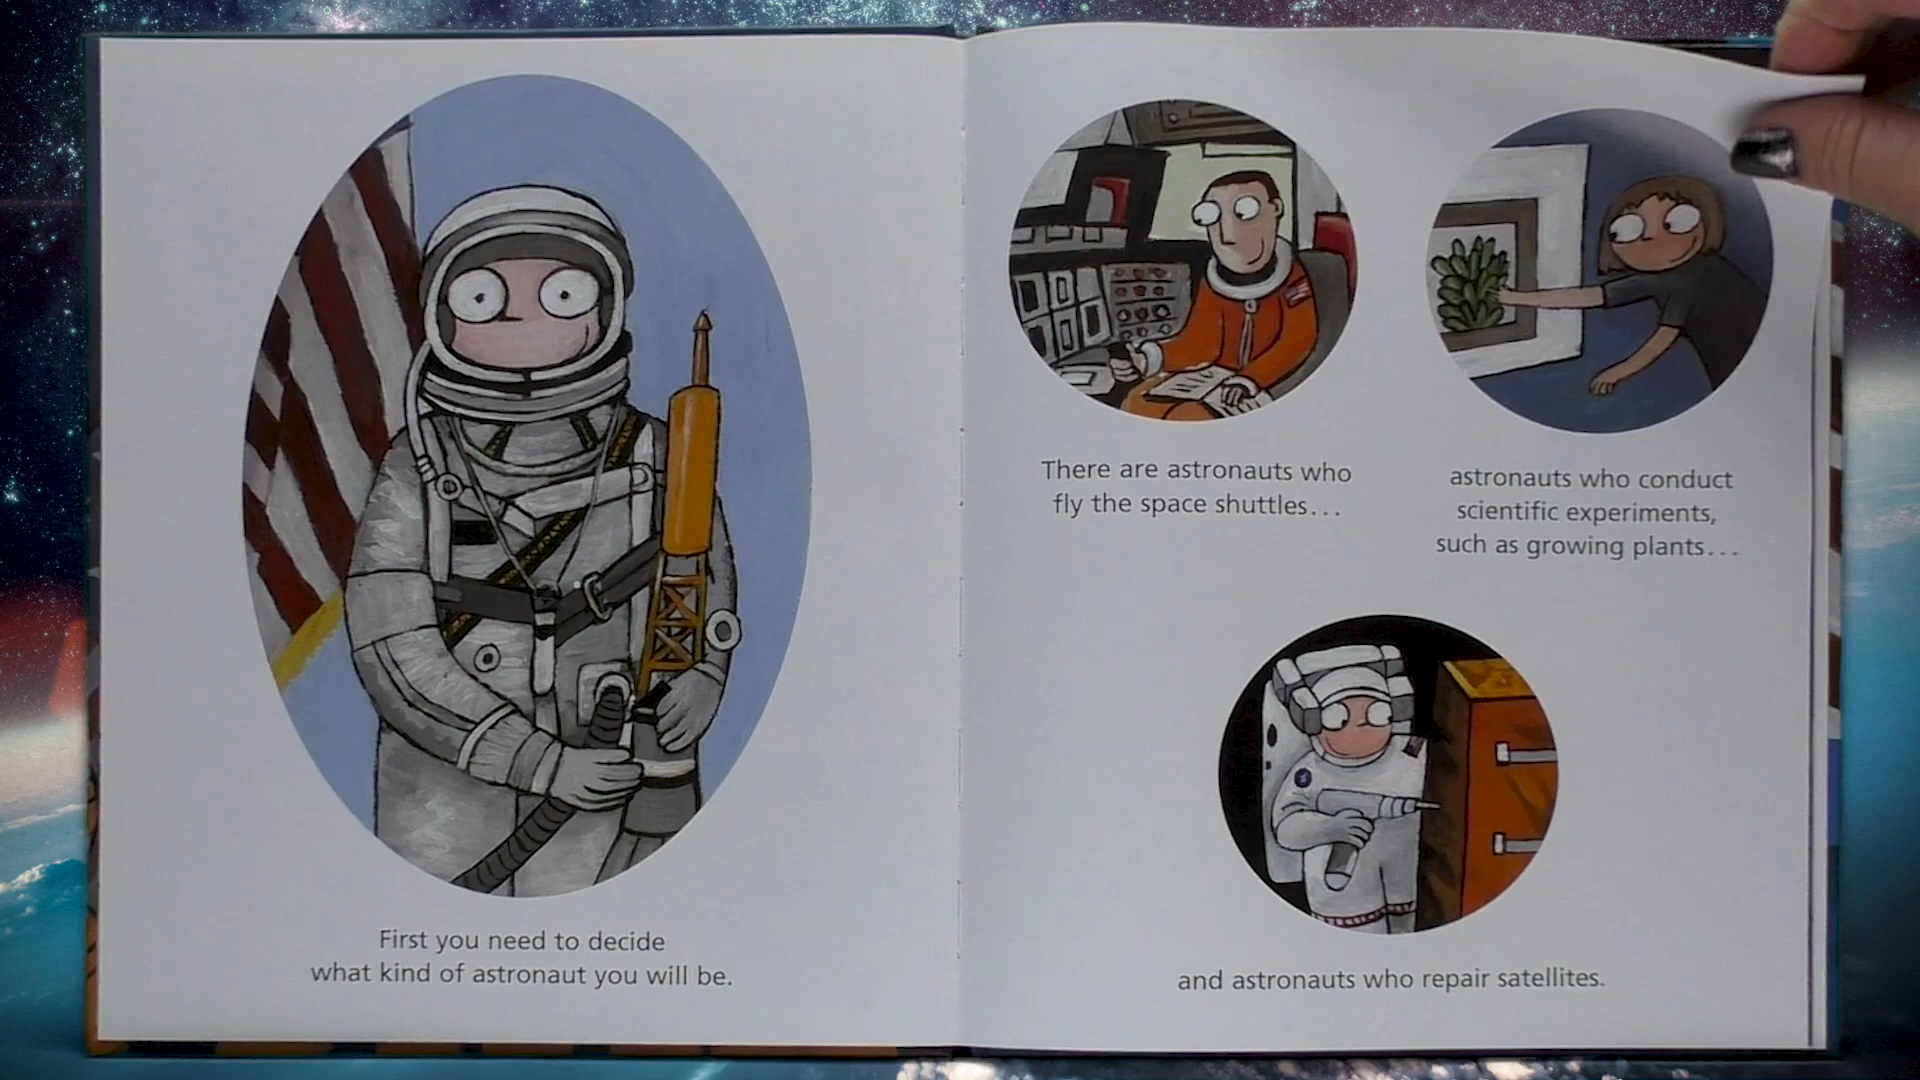 First you need to decide
what kind of astronaut you will be.
There are astronauts who
fly the space shuttles...
astronauts who conduct
scientific experiments,
such as growing plants...
and astronauts who repair satellites.